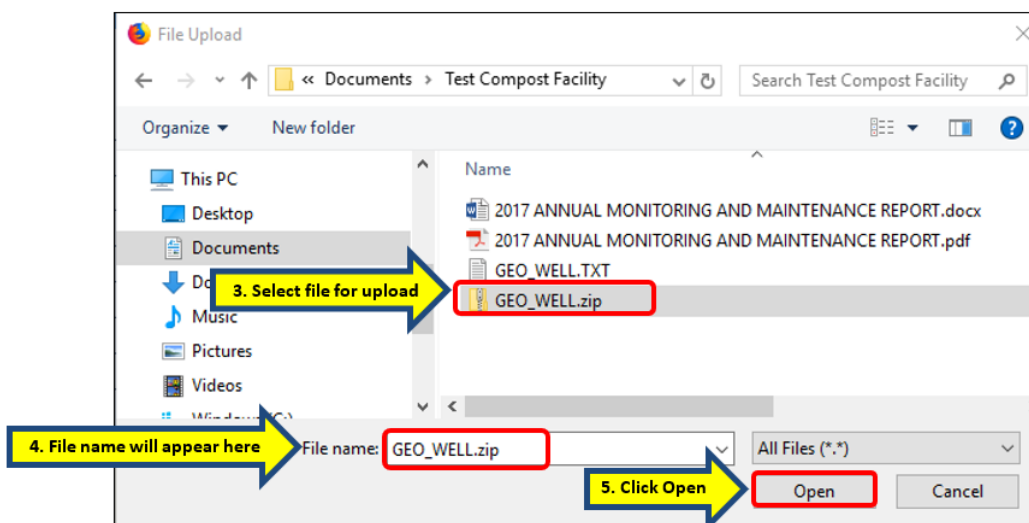 File Upload
« Documents > Test Compost Facility
Search Test Compost Facility
Organize
New folder
This PC
Desktop
Documents
Music
Pictures
Videos
Name
2017 ANNUAL MONITORING AND MAINTENANCE REPORT.docx
2017 ANNUAL MONITORING AND MAINTENANCE REPORT.pdf
GEO_WELL.TXT
GEO_WELL.zip
3. Select file for upload
4. File name will appear here
File name: GEO_WELL.zip
All Files (*.*)
5. Click Open
Open
Cancel